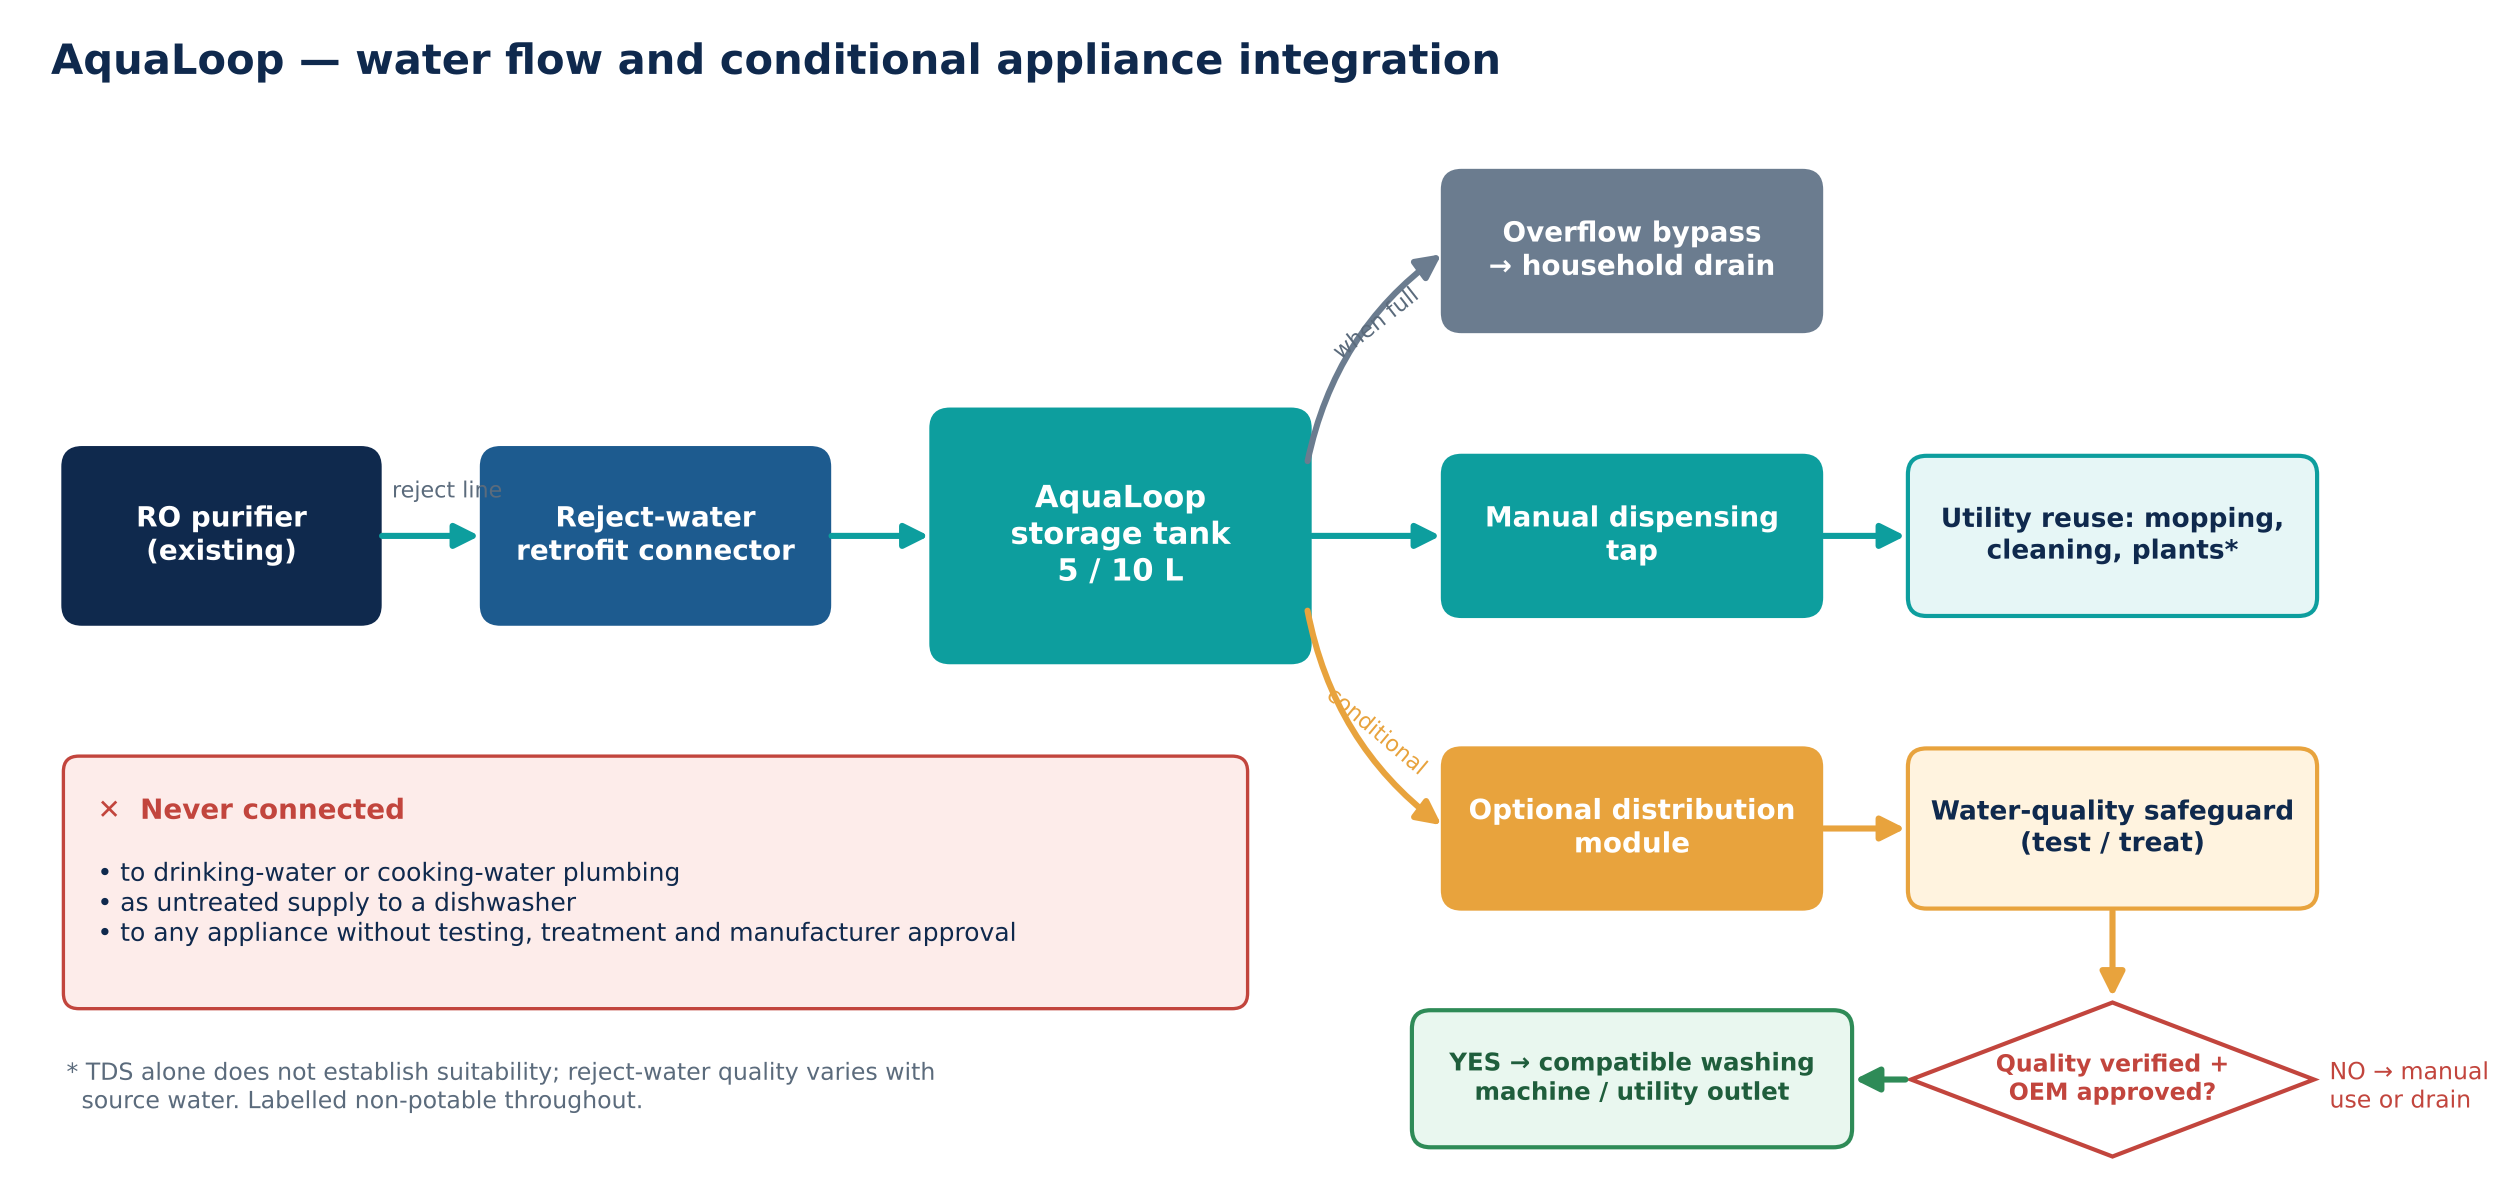 AquaLoop — water flow and conditional appliance integration
Overflow bypass
→ household drain
when full
reject line
RO purifier
(existing)
Reject-water
retrofit connector
AquaLoop
storage tank
5 / 10 L
Manual dispensing
tap
Utility reuse: mopping,
cleaning, plants*
conditional
Optional distribution
module
Water-quality safeguard
(test / treat)
✕ Never connected
• to drinking-water or cooking-water plumbing
• as untreated supply to a dishwasher
• to any appliance without testing, treatment and manufacturer approval
YES → compatible washing
machine / utility outlet
Quality verified +
OEM approved?
NO → manual
use or drain
* TDS alone does not establish suitability; reject-water quality varies with
source water. Labelled non-potable throughout.